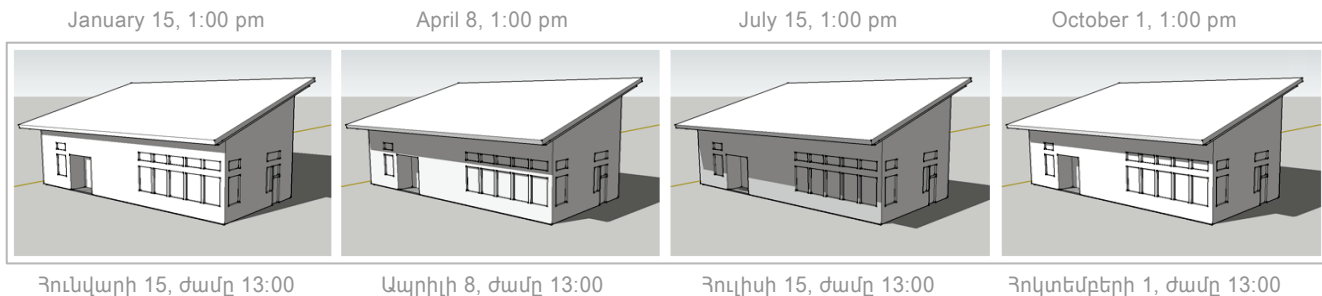 January 15, 1:00 pm
April 8, 1:00 pm
July 15, 1:00 pm
October 1, 1:00 pm
Հունվարի 15, ժամը 13:00
Ապրիլի 8, ժամը 13:00
Հուլիսի 15, ժամը 13:00
Հոկտեմբերի 1, ժամը 13:00